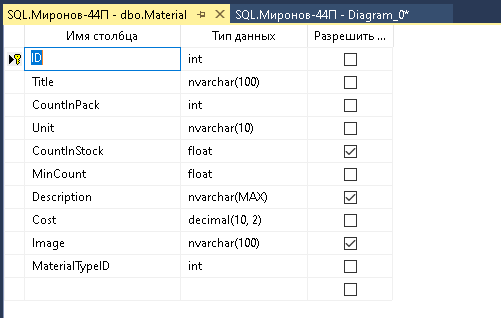 SQL.Миронов-44П - dbo.Material SQL.Миронов-44П - Diagram_0*
Имя столбца Тип данных Разрешить ...
ID int
Title nvarchar(100)
CountInPack int
Unit nvarchar(10)
CountInStock float
MinCount float
Description nvarchar(MAX)
Cost decimal(10, 2)
Image nvarchar(100)
MaterialTypeID int